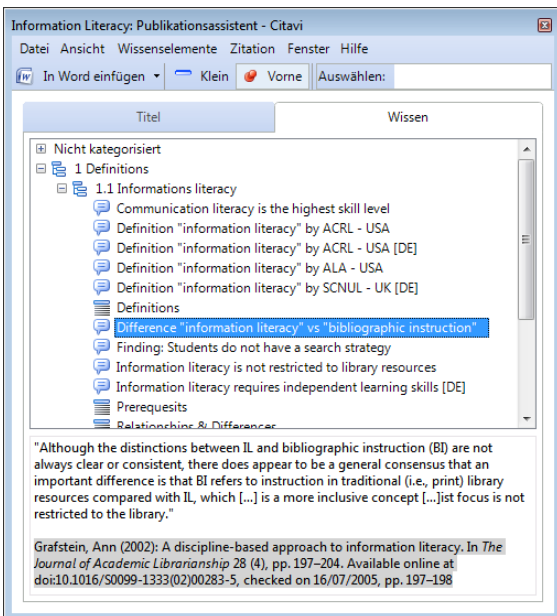 Information Literacy: Publikationsassistent - Citavi
Datei Ansicht Wissenselemente Zitation Fenster Hilfe
In Word einfügen Klein Vorne Auswählen:
Titel Wissen
Nicht kategorisiert
1 Definitions
1.1 Informations literacy
Communication literacy is the highest skill level
Definition "information literacy" by ACRL - USA
Definition "information literacy" by ACRL - USA [DE]
Definition "information literacy" by ALA - USA
Definition "information literacy" by SCNUL - UK [DE]
Definitions
Difference "information literacy" vs "bibliographic instruction"
Finding: Students do not have a search strategy
Information literacy is not restricted to library resources
Information literacy requires independent learning skills [DE]
Prerequesits
Relationships & Differences
"Although the distinctions between IL and bibliographic instruction (BI) are not
always clear or consistent, there does appear to be a general consensus that an
important difference is that BI refers to instruction in traditional (i.e., print) library
resources compared with IL, which [...] is a more inclusive concept [...]ist focus is not
restricted to the library."
Grafstein, Ann (2002): A discipline-based approach to information literacy. In The
Journal of Academic Librarianship 28 (4), pp. 197–204. Available online at
doi:10.1016/S0099-1333(02)00283-5, checked on 16/07/2005, pp. 197–198